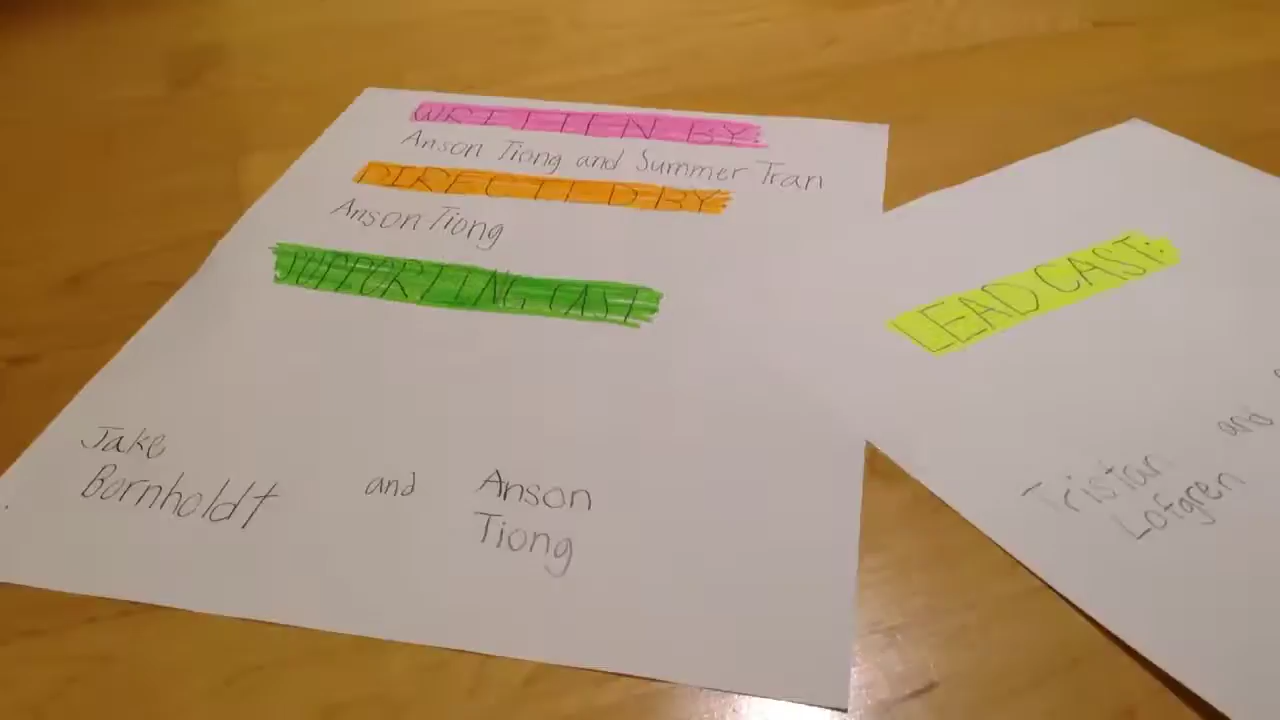 WRITTEN BY:
Anson Tiong and Summer Tran
DIRECTED BY
Anson Tiong
SUPPORTING CAST
Jake
Bornholdt
and
Anson
Tiong
LEAD CAST:
Tristan
Lofgren
and